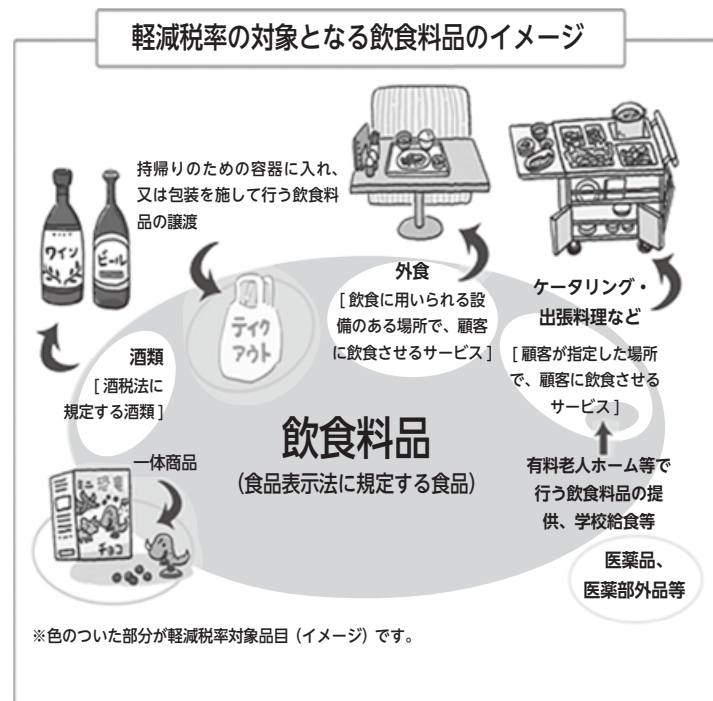 軽減税率の対象となる飲食料品のイメージ
持帰りのための容器に入れ、
又は包装を施して行う飲食料
品の譲渡
ワイン
ビール
テイク
アウト
外食
[ 飲食に用いられる設
備のある場所で、顧客
に飲食させるサービス ]
ケータリング・
出張料理など
[ 顧客が指定した場所
で、顧客に飲食させる
サービス ]
酒類
[ 酒税法に
規定する酒類 ]
飲食料品
(食品表示法に規定する食品)
一体商品
ミニ恐竜
チョコ
有料老人ホーム等で
行う飲食料品の提
供、学校給食等
医薬品、
医薬部外品等
※色のついた部分が軽減税率対象品目（イメージ）です。